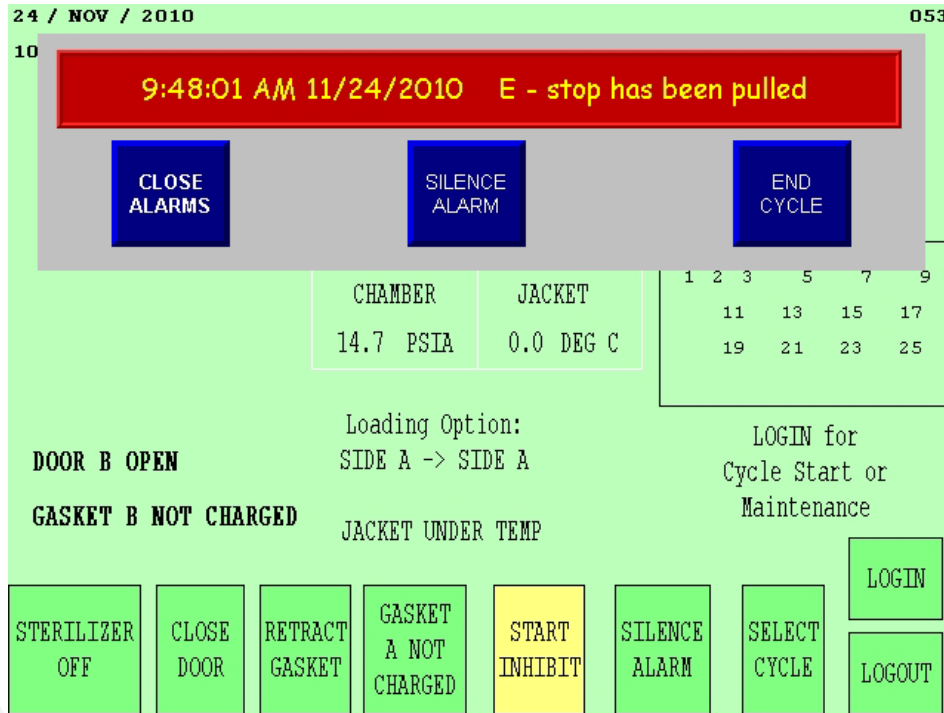 24 / NOV / 2010 053
10
9:48:01 AM 11/24/2010 E - stop has been pulled
CLOSE
ALARMS
SILENCE
ALARM
END
CYCLE
CHAMBER
14.7 PSIA
JACKET
0.0 DEG C
1 2 3 5 7 9
11 13 15 17
19 21 23 25
Loading Option:
SIDE A -> SIDE A
LOGIN for
Cycle Start or
Maintenance
DOOR B OPEN
GASKET B NOT CHARGED
JACKET UNDER TEMP
STERILIZER
OFF
CLOSE
DOOR
RETRACT
GASKET
GASKET
A NOT
CHARGED
START
INHIBIT
SILENCE
ALARM
SELECT
CYCLE
LOGIN
LOGOUT